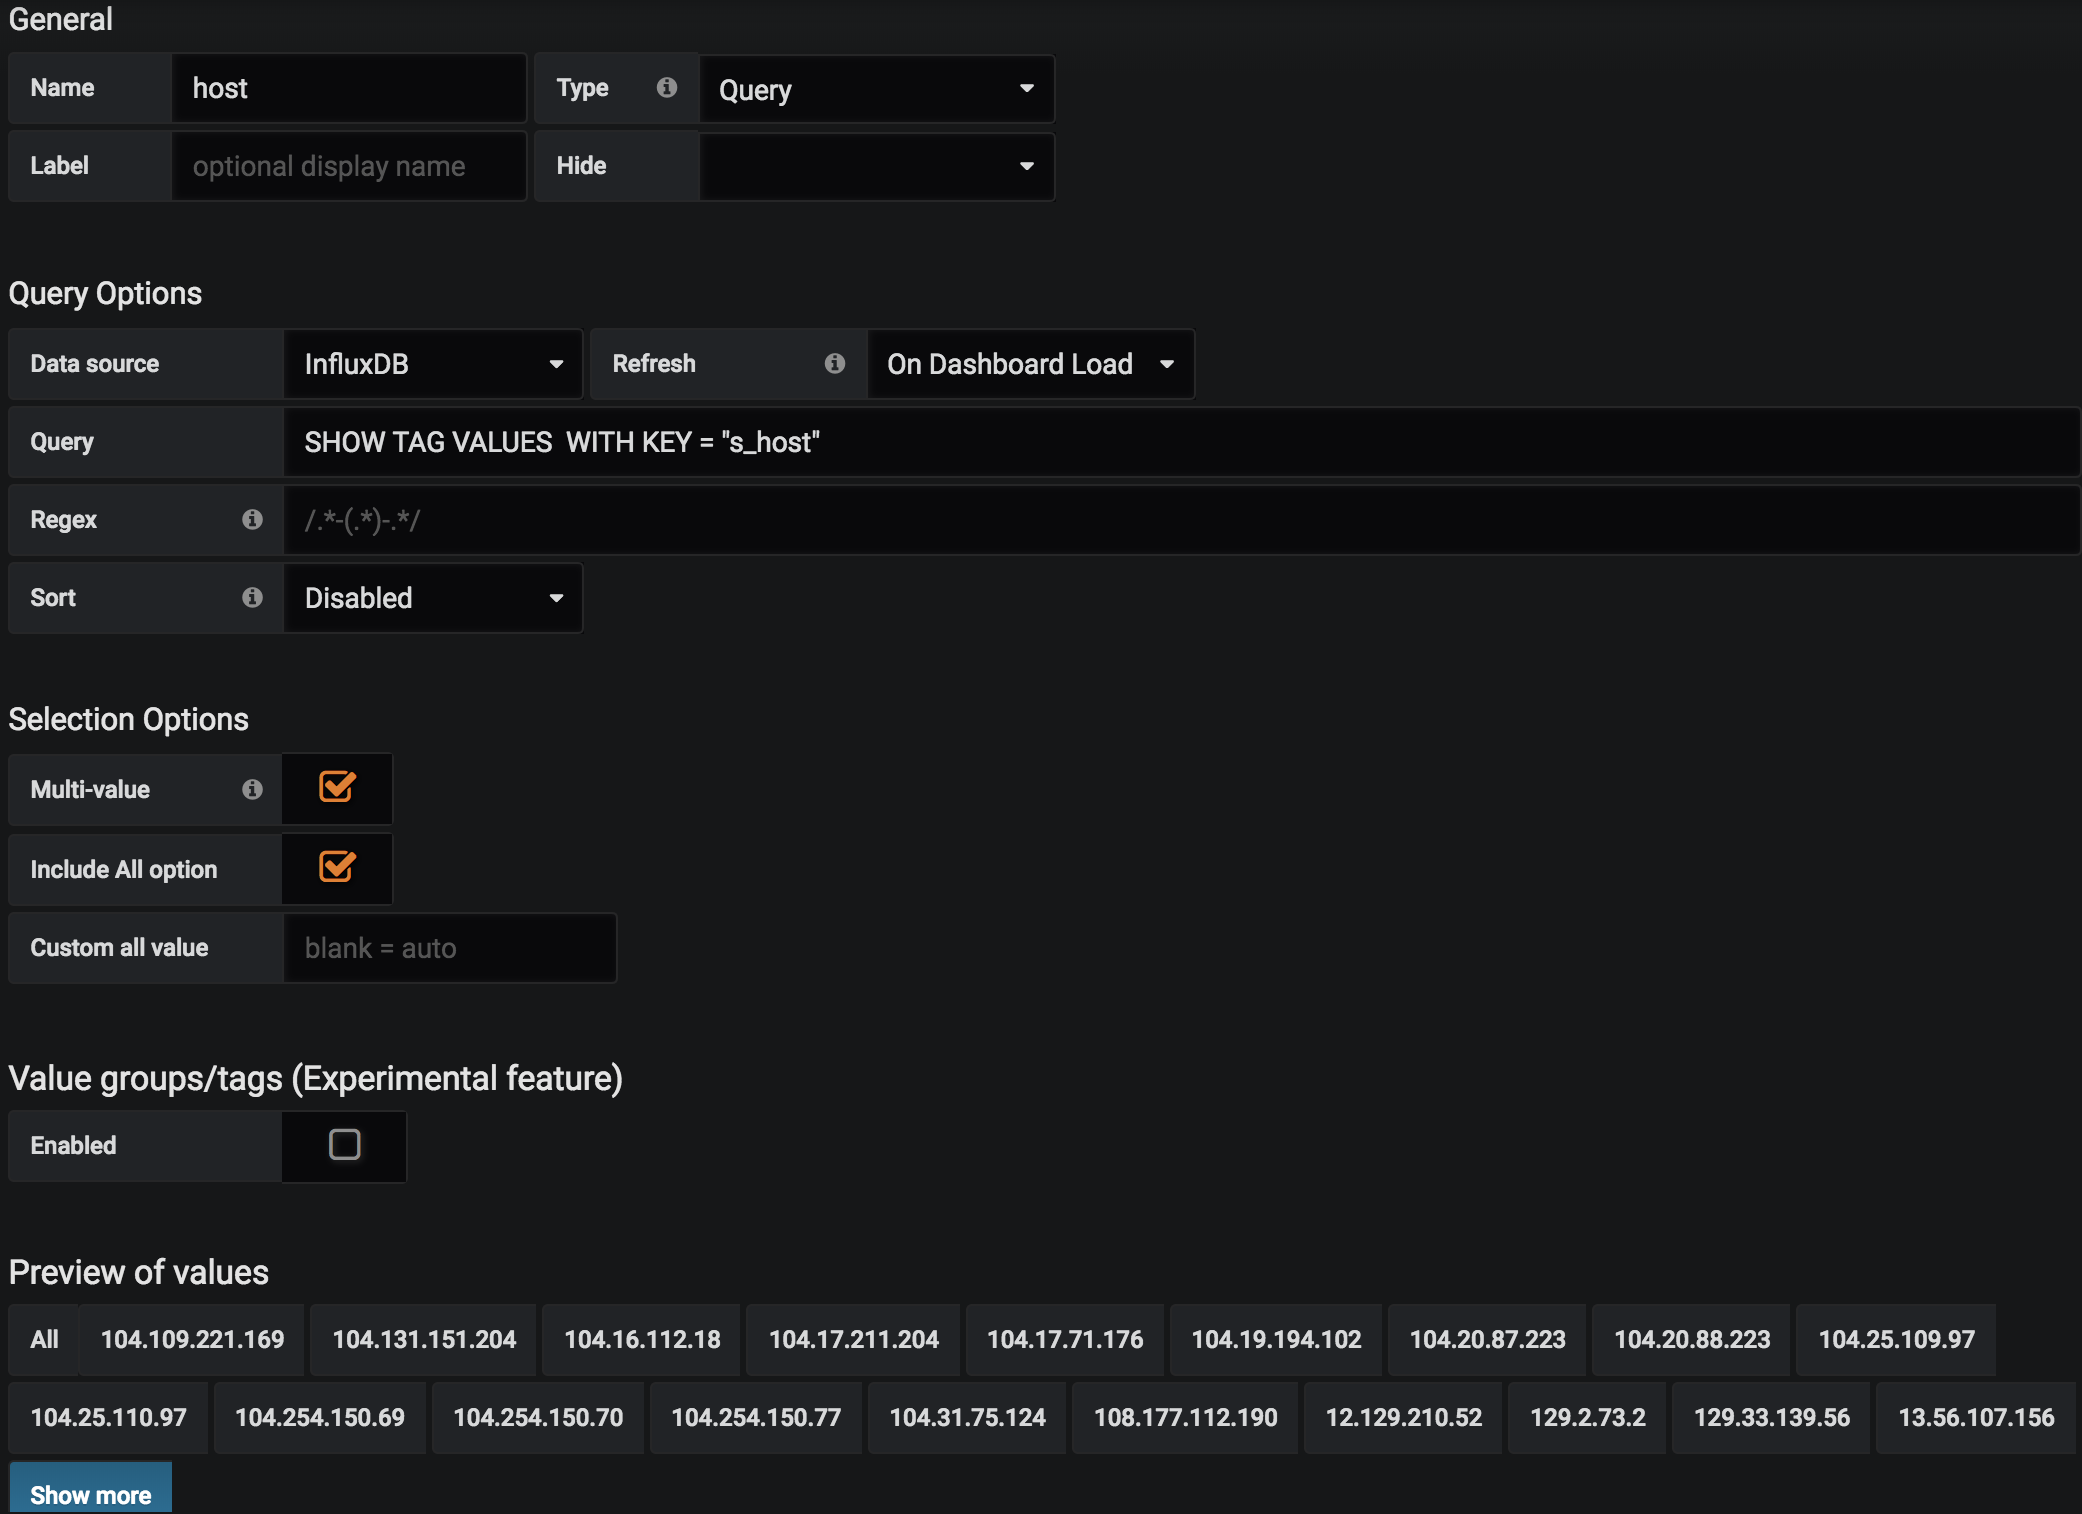 General
Name host Type Query
Label optional display name Hide
Query Options
Data source InfluxDB Refresh On Dashboard Load
Query SHOW TAG VALUES  WITH KEY = "s_host"
Regex /.*-(.*)-.*/
Sort Disabled
Selection Options
Multi-value
Include All option
Custom all value blank = auto
Value groups/tags (Experimental feature)
Enabled
Preview of values
All 104.109.221.169 104.131.151.204 104.16.112.18 104.17.211.204 104.17.71.176 104.19.194.102 104.20.87.223 104.20.88.223 104.25.109.97
104.25.110.97 104.254.150.69 104.254.150.70 104.254.150.77 104.31.75.124 108.177.112.190 12.129.210.52 129.2.73.2 129.33.139.56 13.56.107.156
Show more